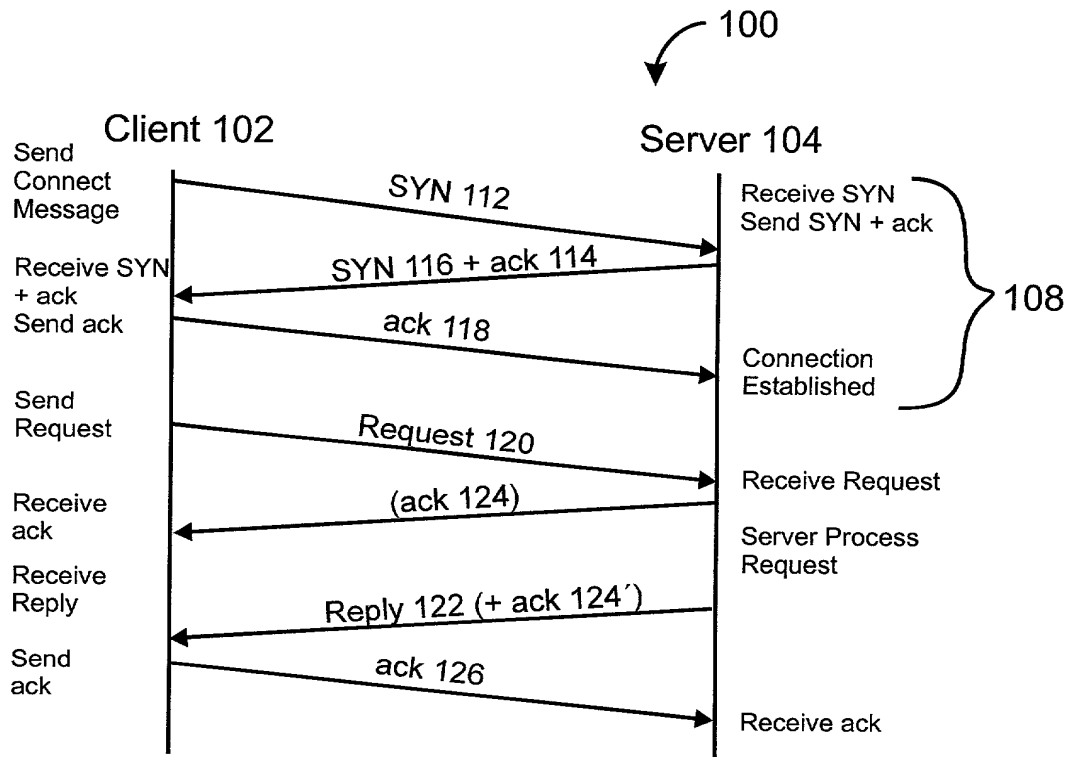 100
Client 102
Server 104
Send
Connect
Message
SYN 112
Receive SYN
Send SYN + ack
Receive SYN
+ ack
Send ack
SYN 116 + ack 114
108
ack 118
Connection
Established
Send
Request
Request 120
Receive Request
Receive
ack
(ack 124)
Server Process
Request
Receive
Reply
Reply 122 (+ ack 124´)
Send
ack
ack 126
Receive ack